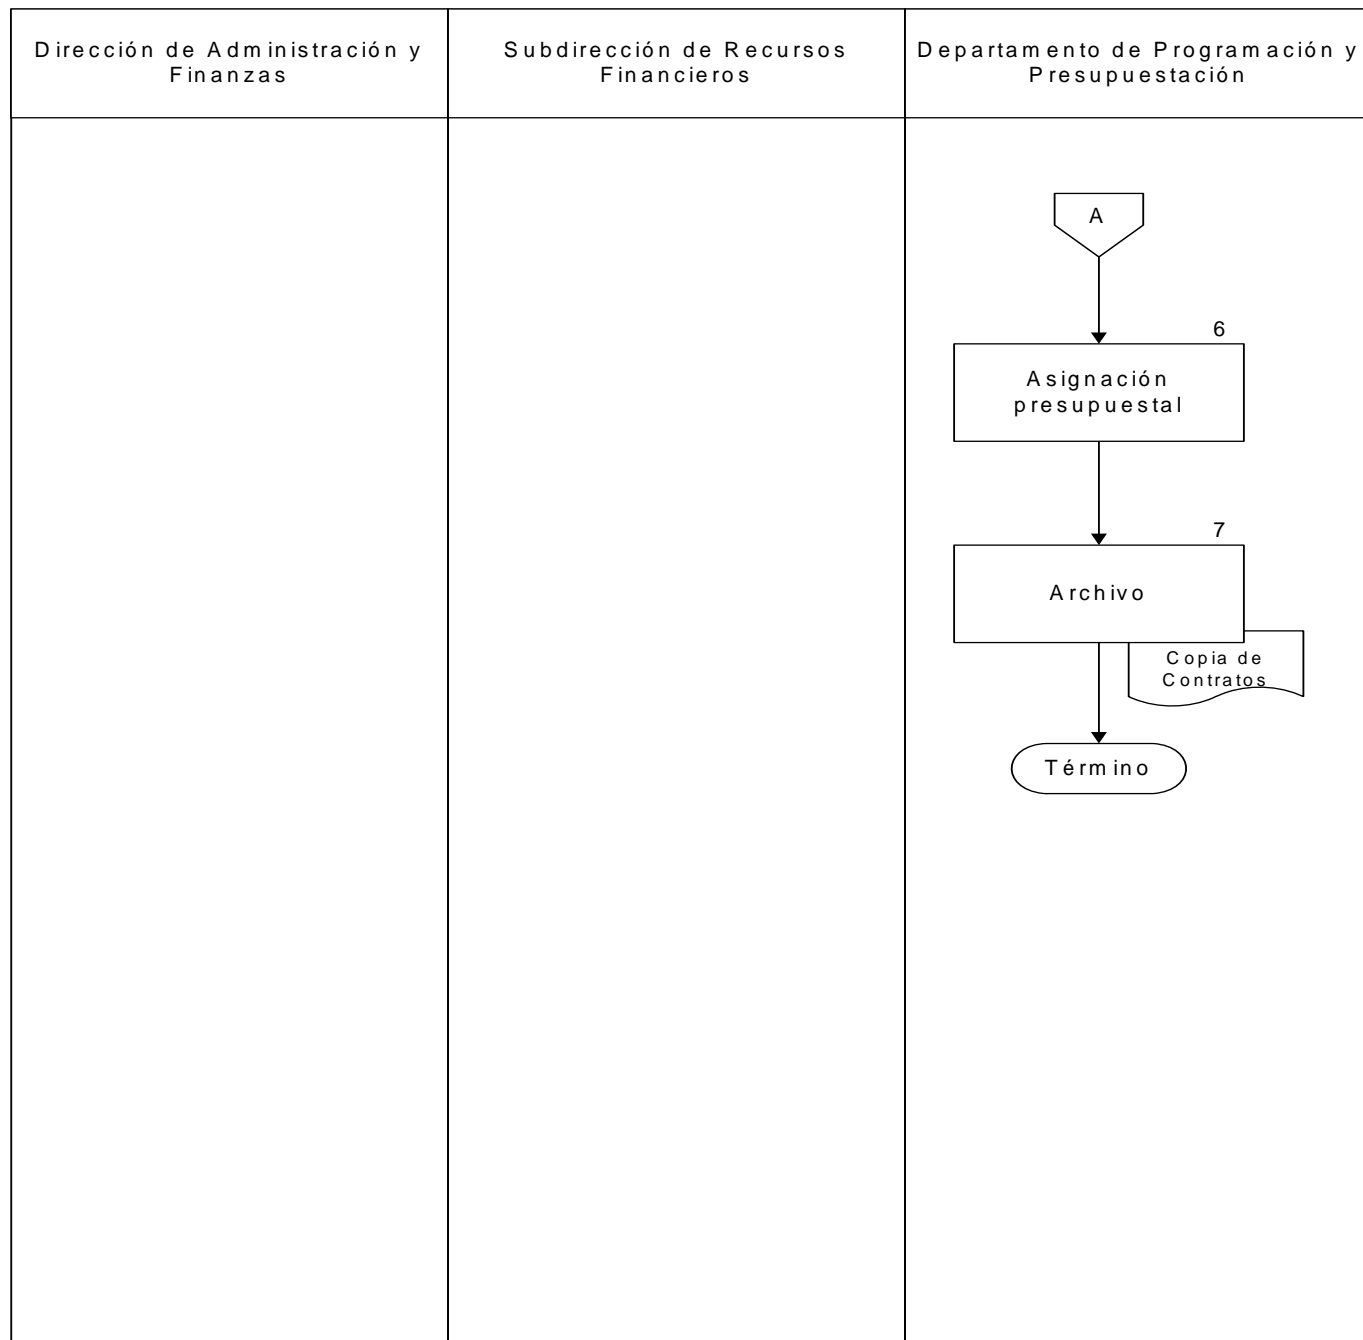 Dirección de Administración y
Finanzas
Subdirección de Recursos
Financieros
Departamento de Programación y
Presupuestación
A
6
Asignación
presupuestal
7
Archivo
Copia de
Contratos
Término